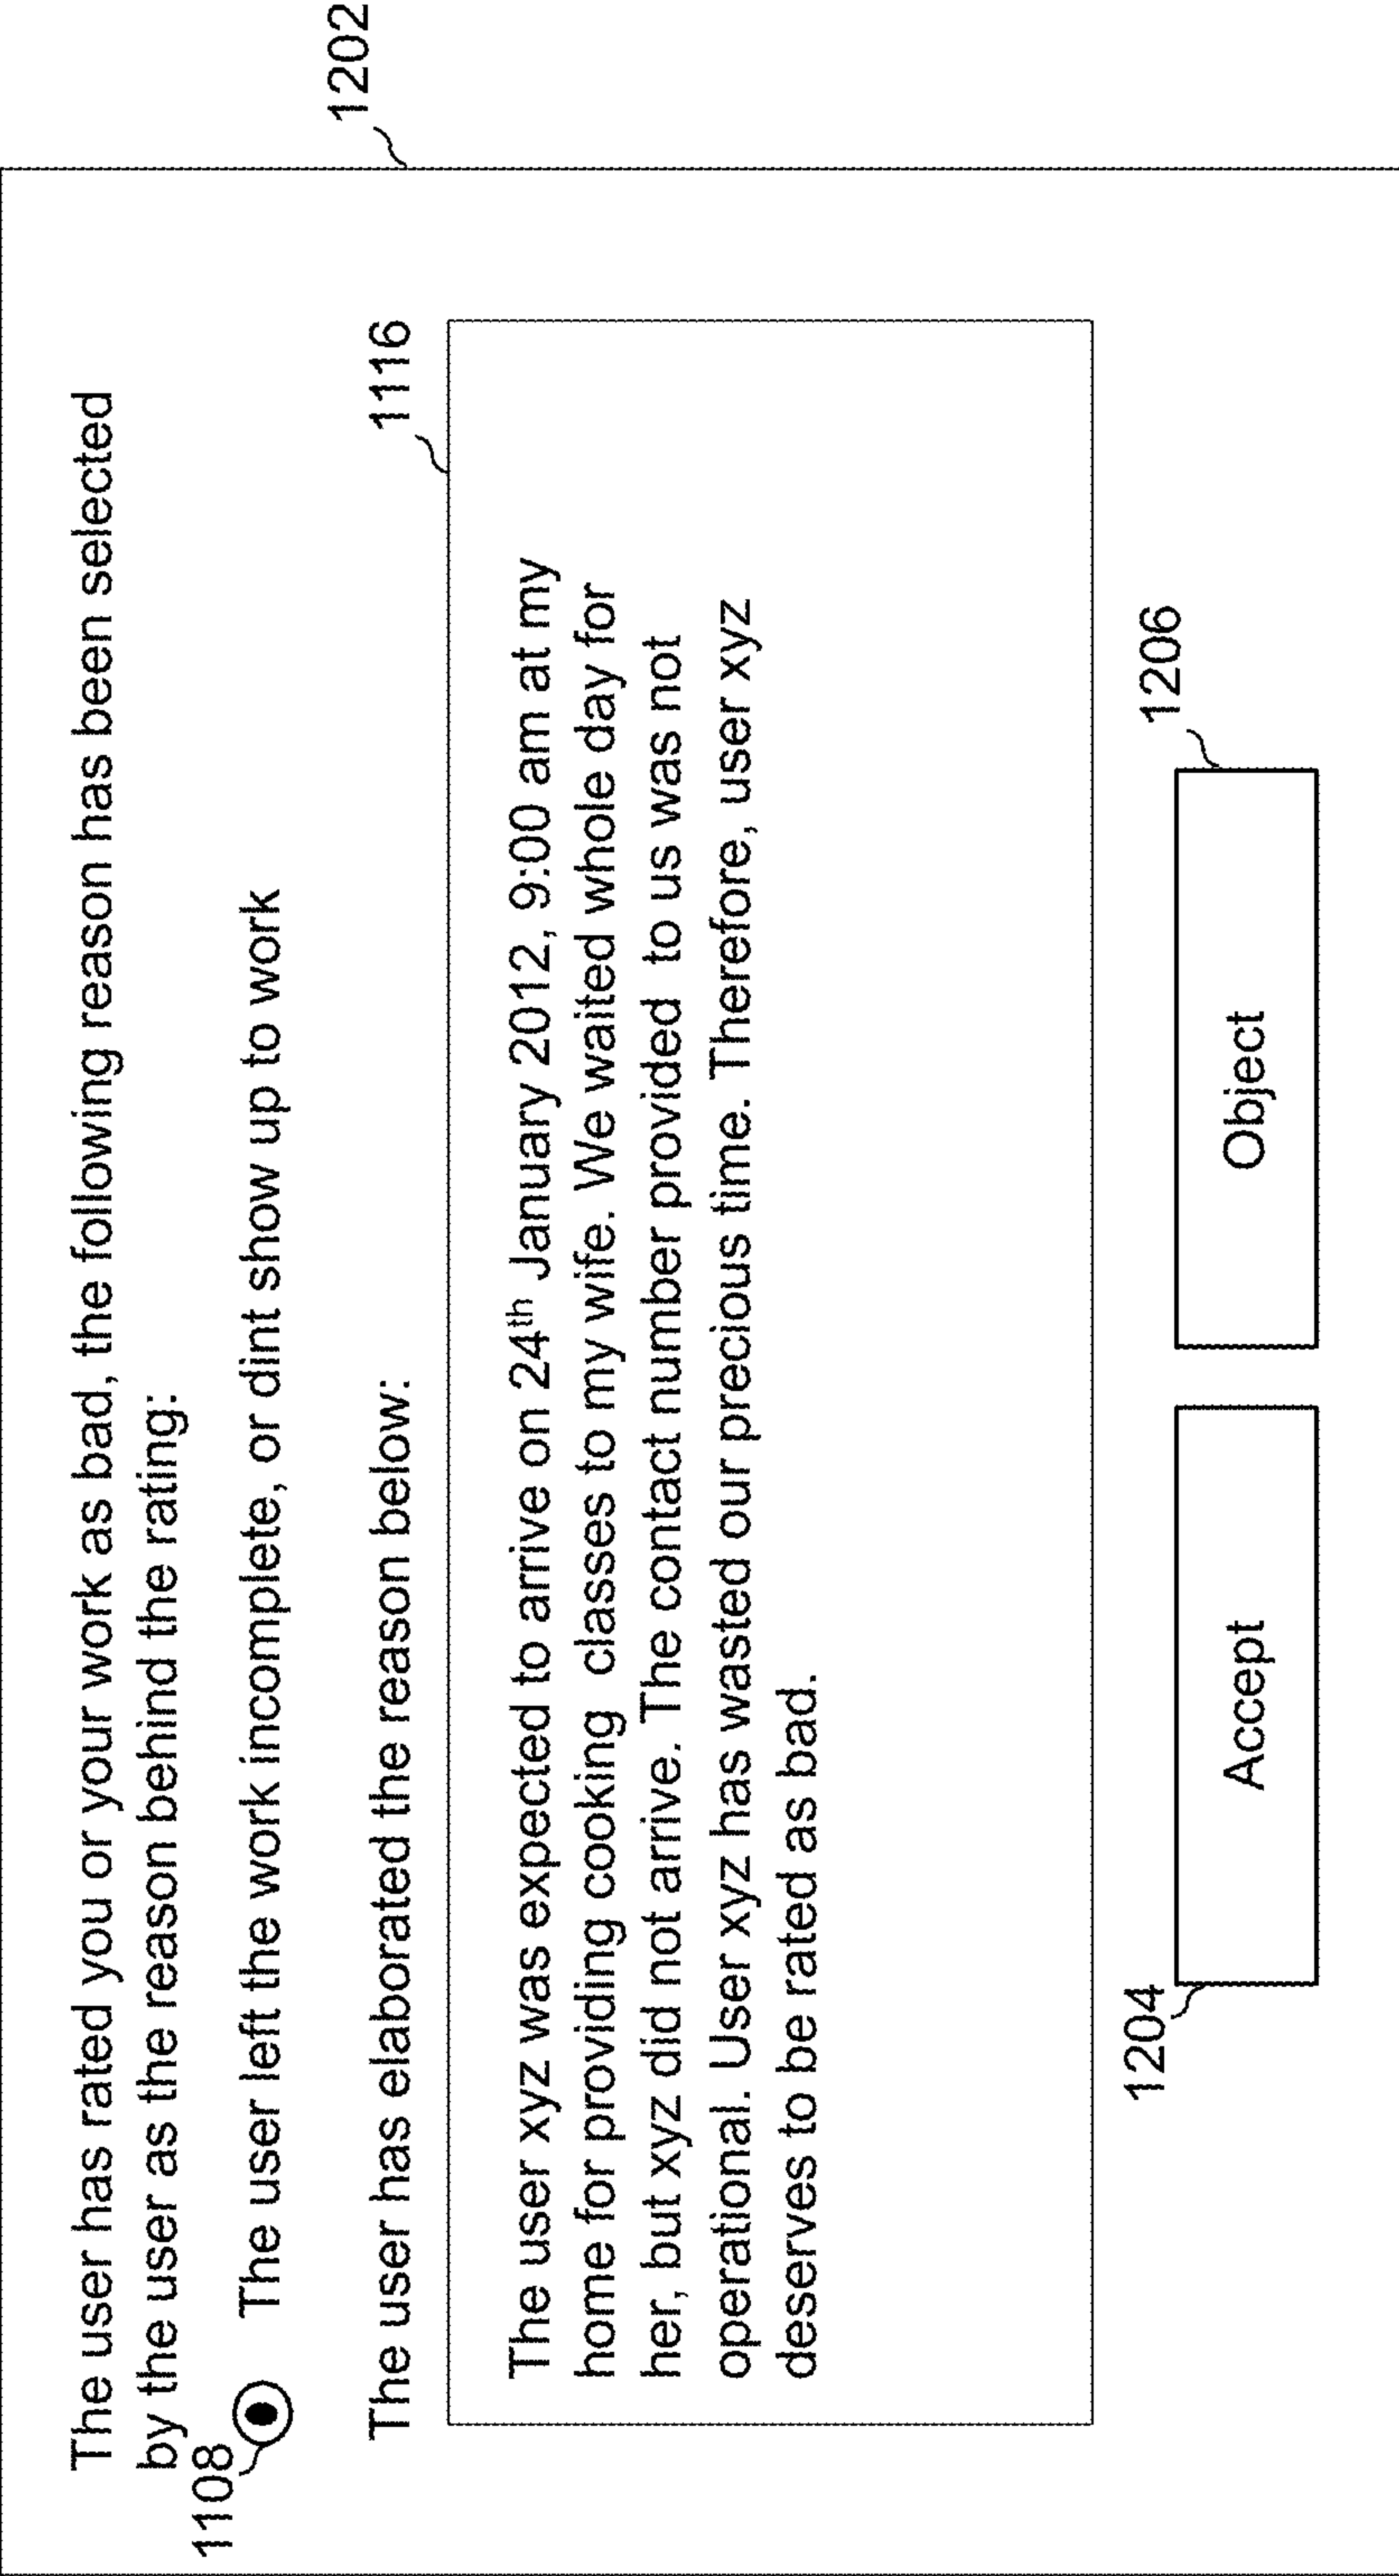 1202
The user has rated you or your work as bad, the following reason has been selected
by the user as the reason behind the rating:
1108
The user left the work incomplete, or dint show up to work
The user has elaborated the reason below:
1116
The user xyz was expected to arrive on 24th January 2012, 9:00 am at my
home for providing cooking classes to my wife. We waited whole day for
her, but xyz did not arrive. The contact number provided to us was not
operational. User xyz has wasted our precious time. Therefore, user xyz
deserves to be rated as bad.
1204
Accept
Object
1206